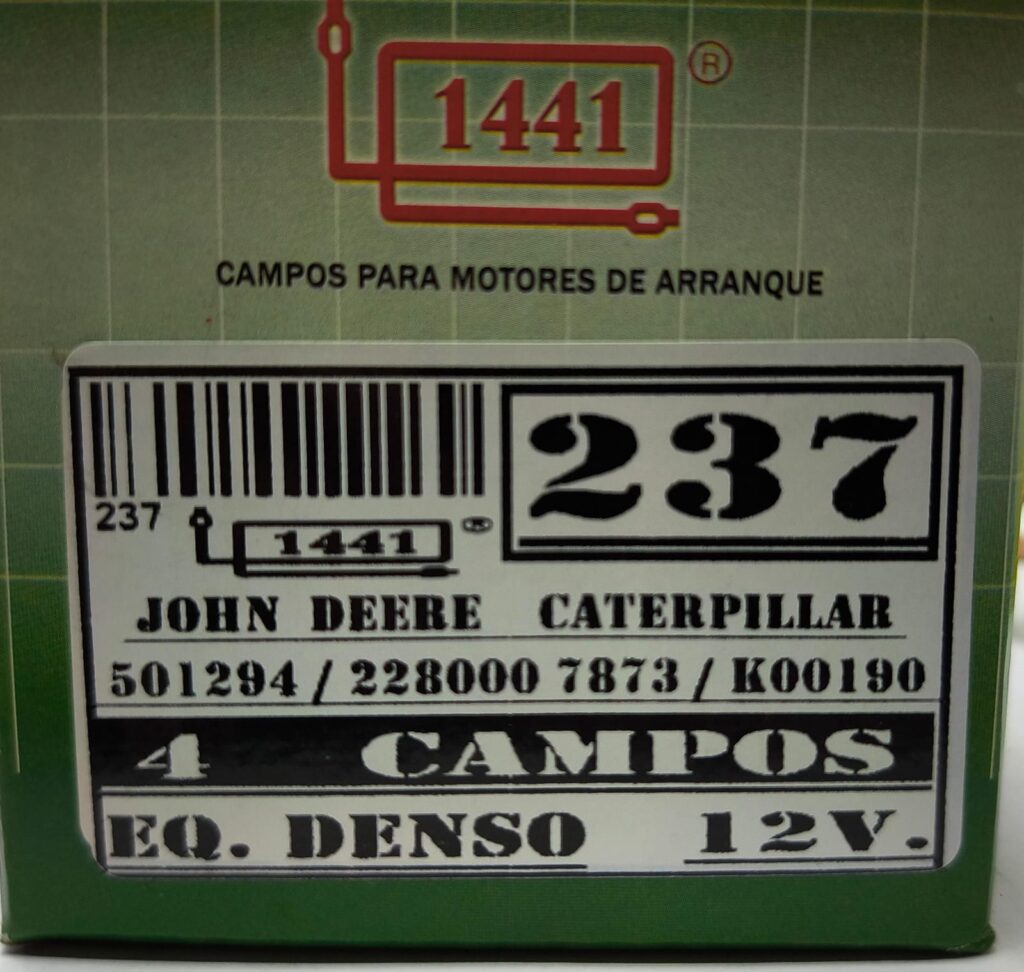 1441 ®
CAMPOS PARA MOTORES DE ARRANQUE
237
237
1441 ®
JOHN DEERE CATERPILLAR
501294 / 228000 7873 / K00190
4 CAMPOS
EQ. DENSO 12V.